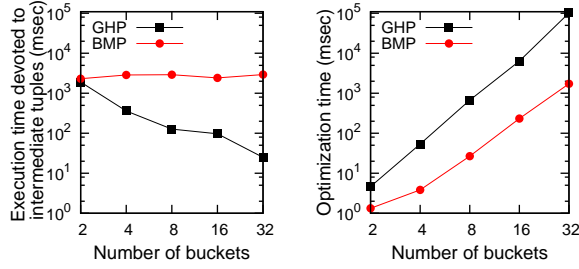 Execution time devoted to
intermediate tuples (msec)
10^5
10^4
10^3
10^2
10^1
10^0
GHP
BMP
2 4 8 16 32
Number of buckets
Optimization time (msec)
10^5
10^4
10^3
10^2
10^1
10^0
GHP
BMP
2 4 8 16 32
Number of buckets